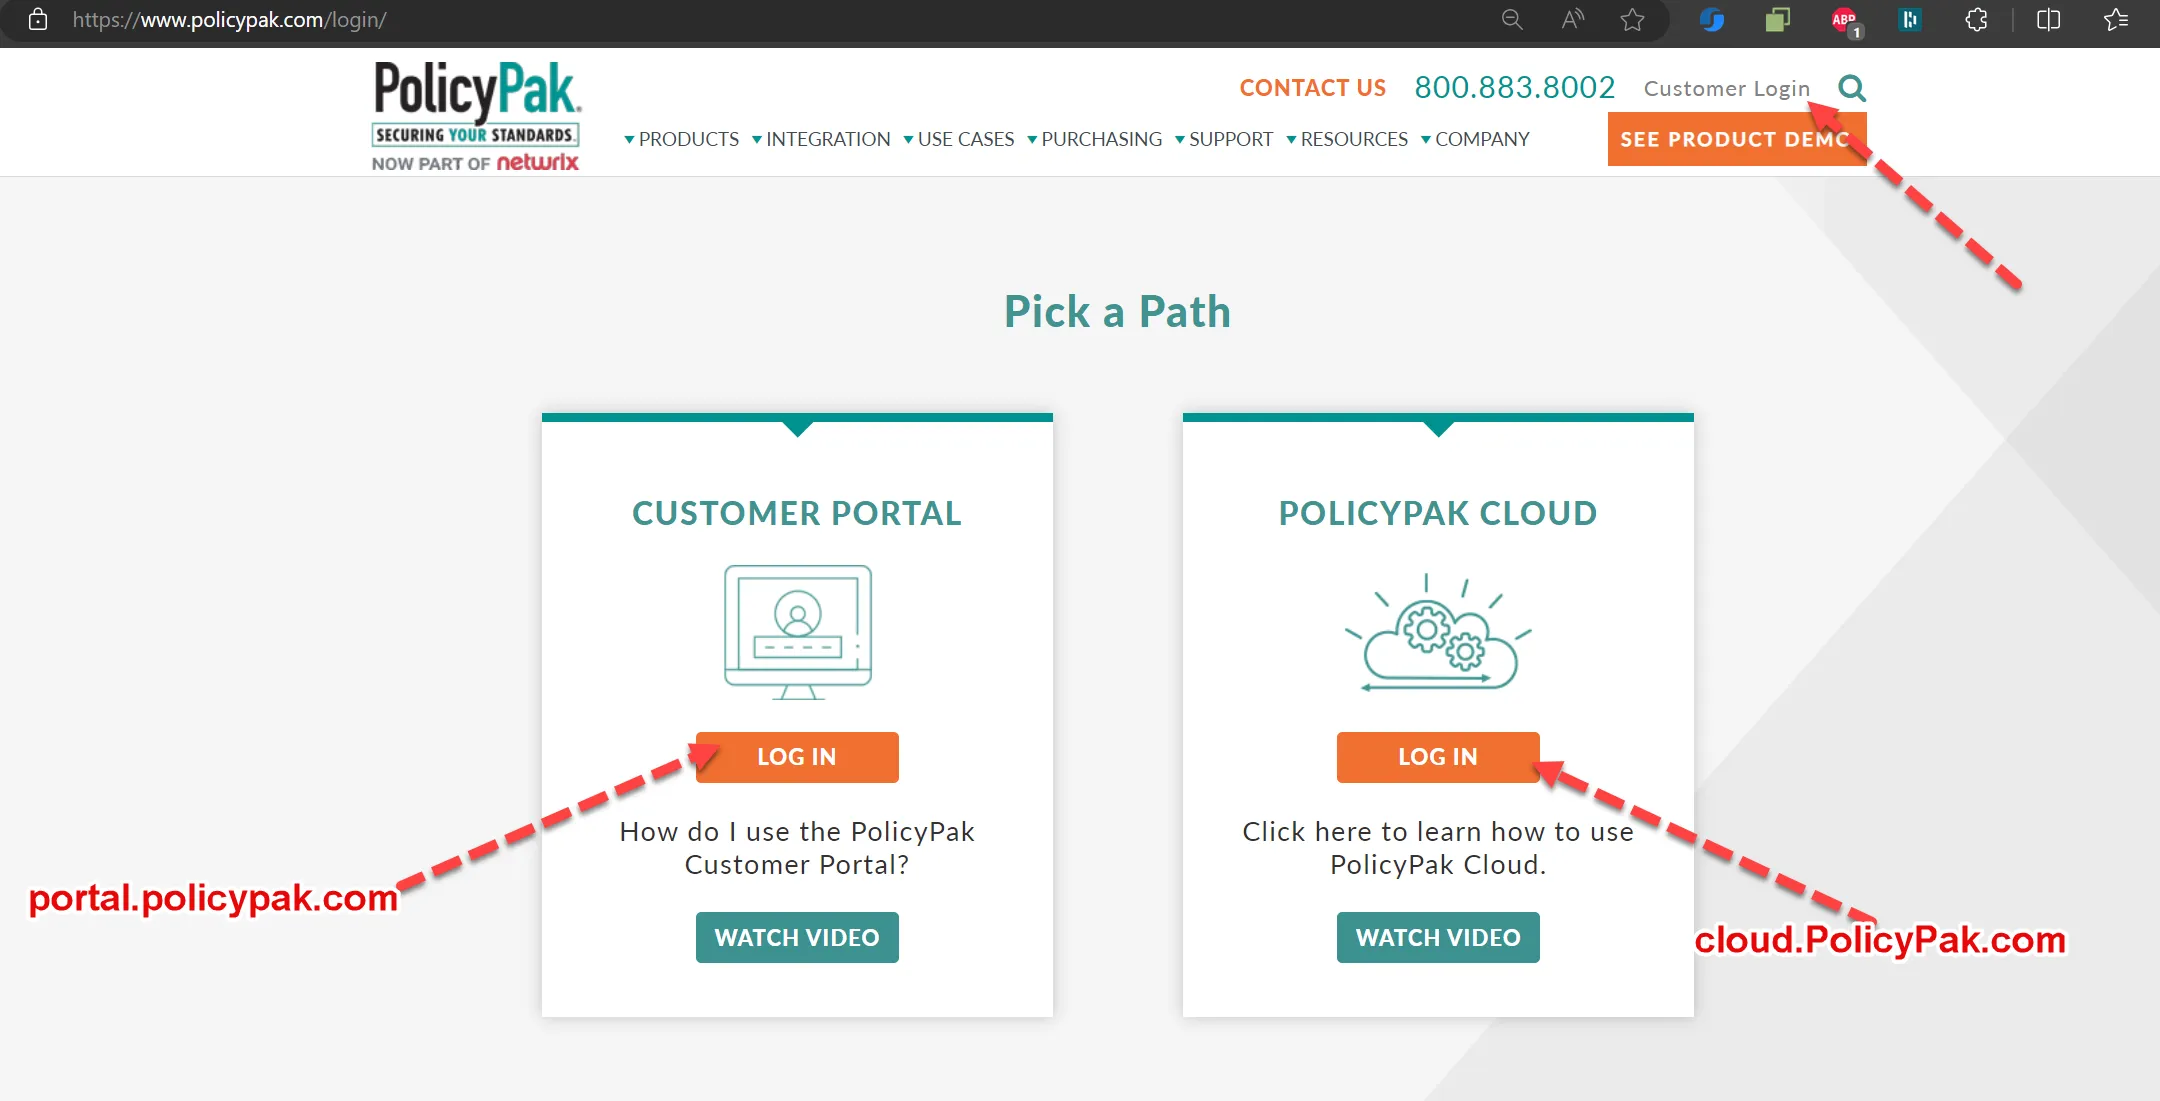 https://www.policypak.com/login/
ABP
1
PolicyPak
SECURING YOUR STANDARDS.
NOW PART OF netwrix
CONTACT US 800.883.8002 Customer Login
PRODUCTS INTEGRATION USE CASES PURCHASING SUPPORT RESOURCES COMPANY
SEE PRODUCT DEMO
Pick a Path
CUSTOMER PORTAL
LOG IN
How do I use the PolicyPak
Customer Portal?
WATCH VIDEO
portal.policypak.com
POLICYPAK CLOUD
LOG IN
Click here to learn how to use
PolicyPak Cloud.
WATCH VIDEO
cloud.PolicyPak.com